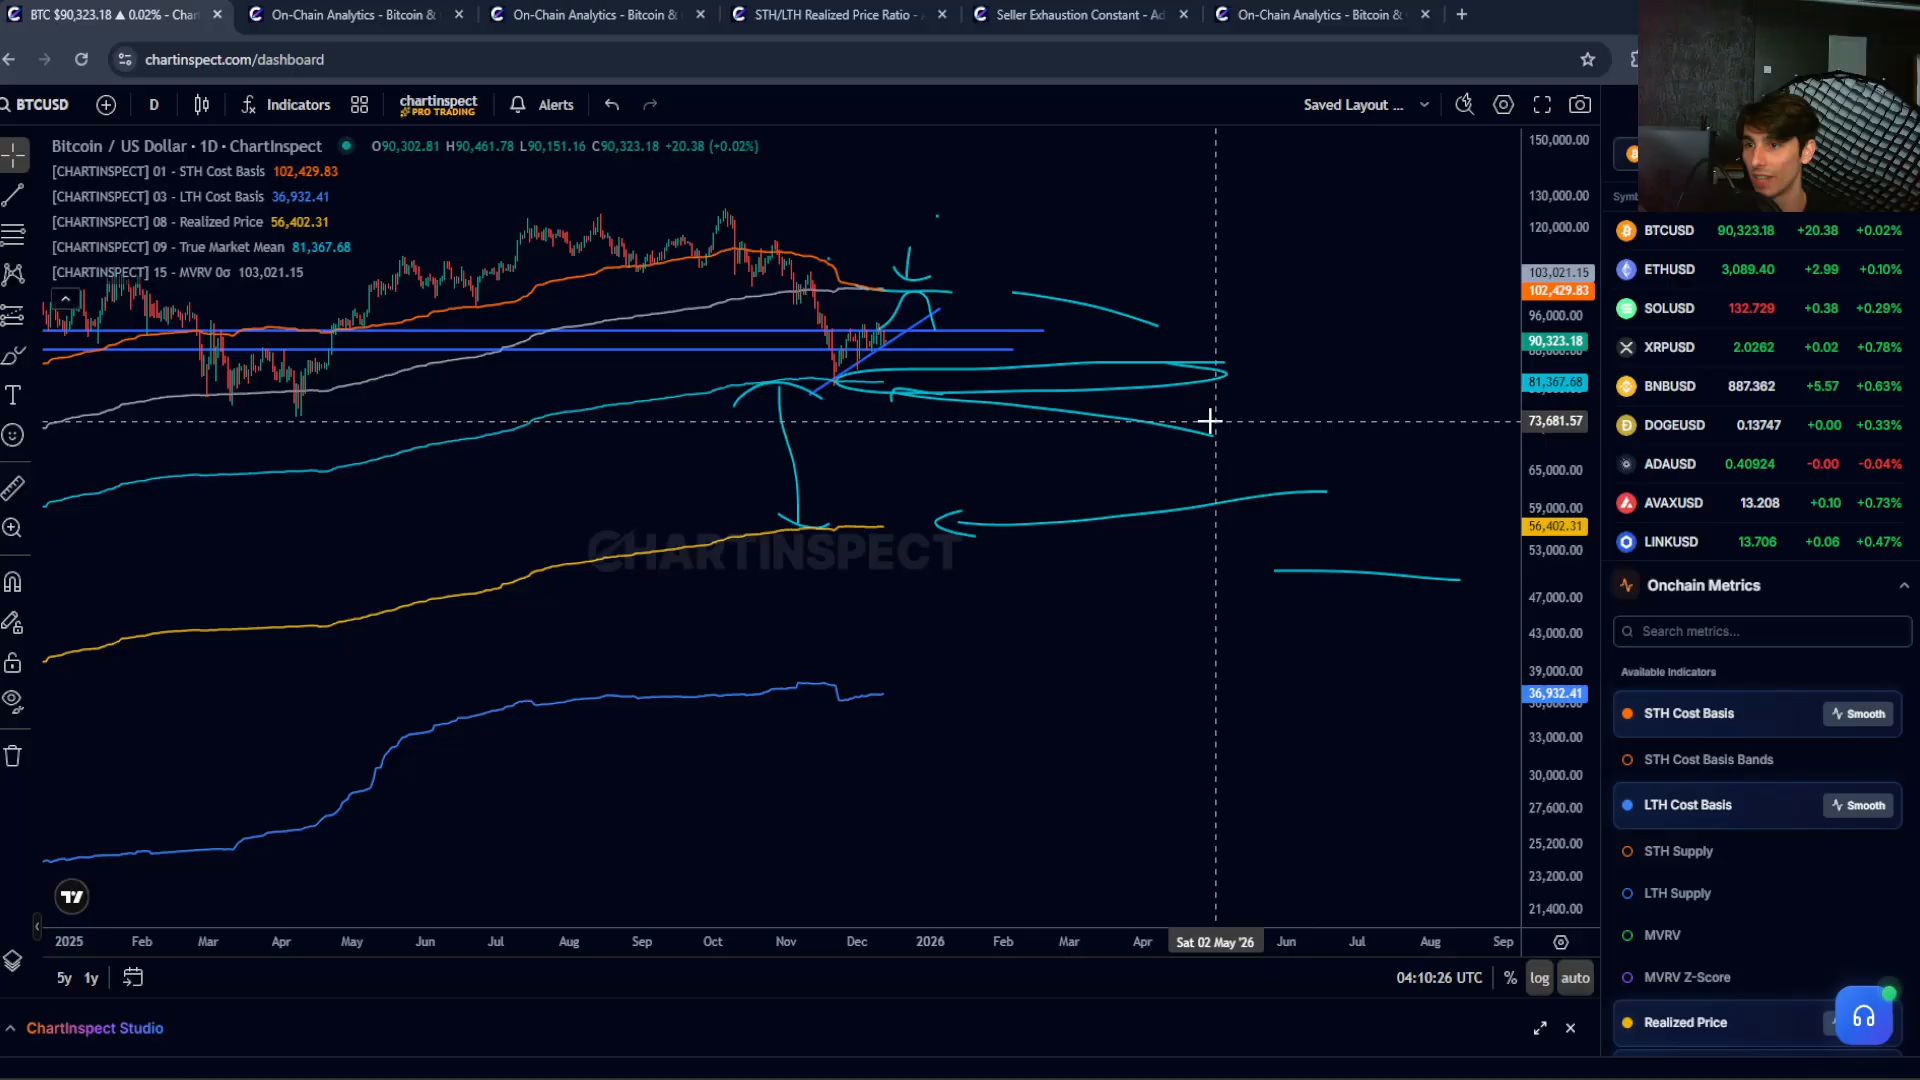 BTC $90,323.18 ▲ 0.02% - Char
On-Chain Analytics - Bitcoin &
On-Chain Analytics - Bitcoin &
STH/LTH Realized Price Ratio -
Seller Exhaustion Constant - Ad
On-Chain Analytics - Bitcoin &
chartinspect.com/dashboard
BTCUSD
D
Indicators
chartinspect
PRO TRADING
Alerts
Saved Layout ...
Bitcoin / US Dollar · 1D · ChartInspect
O90,302.81 H90,461.78 L90,151.16 C90,323.18 +20.38 (+0.02%)
[CHARTINSPECT] 01 - STH Cost Basis 102,429.83
[CHARTINSPECT] 03 - LTH Cost Basis 36,932.41
[CHARTINSPECT] 08 - Realized Price 56,402.31
[CHARTINSPECT] 09 - True Market Mean 81,367.68
[CHARTINSPECT] 15 - MVRV 0σ 103,021.15
CHARTINSPECT
150,000.00
130,000.00
120,000.00
103,021.15
102,429.83
96,000.00
90,323.18
81,367.68
73,681.57
65,000.00
59,000.00
56,402.31
53,000.00
47,000.00
43,000.00
39,000.00
36,932.41
33,000.00
30,000.00
27,600.00
25,200.00
23,200.00
21,400.00
2025 Feb Mar Apr May Jun Jul Aug Sep Oct Nov Dec 2026 Feb Mar Apr Sat 02 May '26 Jun Jul Aug Sep
5y 1y
04:10:26 UTC % log auto
ChartInspect Studio
Symb
BTCUSD 90,323.18 +20.38 +0.02%
ETHUSD 3,089.40 +2.99 +0.10%
SOLUSD 132.729 +0.38 +0.29%
XRPUSD 2.0262 +0.02 +0.78%
BNBUSD 887.362 +5.57 +0.63%
DOGEUSD 0.13747 +0.00 +0.33%
ADAUSD 0.40924 -0.00 -0.04%
AVAXUSD 13.208 +0.10 +0.73%
LINKUSD 13.706 +0.06 +0.47%
Onchain Metrics
Search metrics...
Available Indicators
STH Cost Basis Smooth
STH Cost Basis Bands
LTH Cost Basis Smooth
STH Supply
LTH Supply
MVRV
MVRV Z-Score
Realized Price